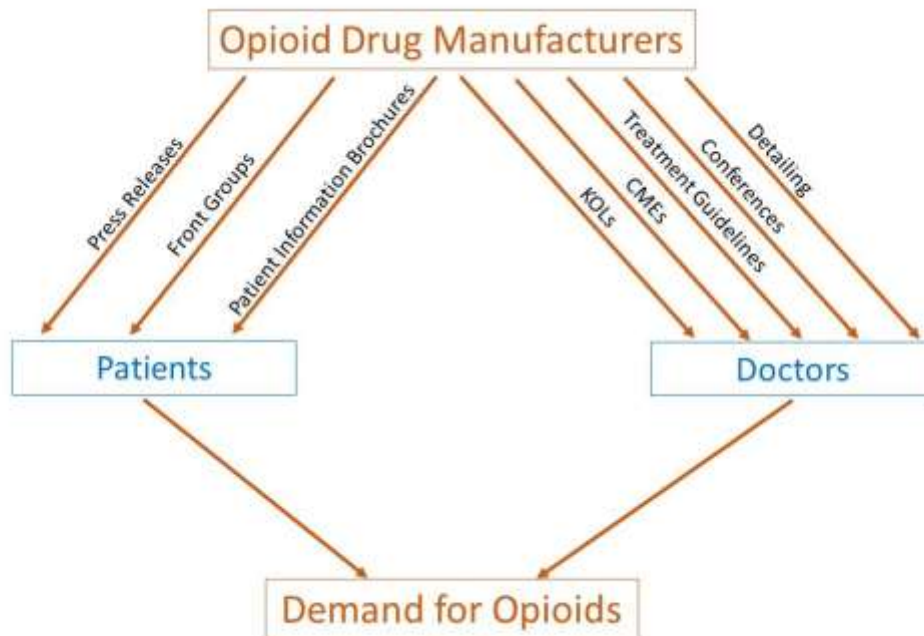 Opioid Drug Manufacturers
Press Releases
Front Groups
Patient Information Brochures
KOLs
CMEs
Treatment Guidelines
Conferences
Detailing
Patients
Doctors
Demand for Opioids